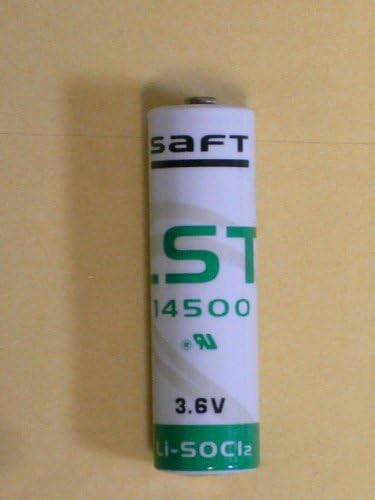 SAFT
LST
14500
3.6V
Li-SOCl₂